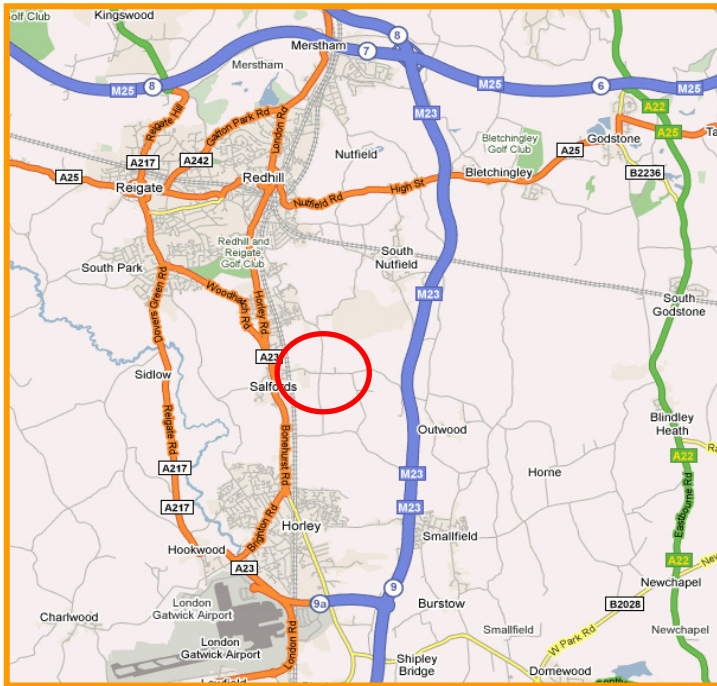 Golf Club
Kingswood
8
Merstham
7
8
M25
M25
6
M25
Merstham
M23
A22
Reigate Hill
Gatton Park Rd
London Rd
A25
Godstone
Bletchingley
Golf Club
A217
A242
Nutfield
A25
A25
Redhill
Bletchingley
B2236
Reigate
High St
Nutfield Rd
Redhill and
Reigate
Golf Club
South
Nutfield
South Park
Woodhatch Rd
Horley Rd
M23
South
Godstone
Dovers Green Rd
A23
Sidlow
Salfords
Reigate Rd
Bonehurst Rd
Outwood
Blindley
Heath
A22
A217
M23
Horne
Eastbourne Rd
A217
M23
Brighton Rd
Horley
Smallfield
Hookwood
A23
A22
Newchapel
9
9a
Burstow
B2028
London
Gatwick Airport
Charlwood
Smallfield
Newchapel
London Rd
W Park Rd
London
Gatwick Airport
Shipley
Bridge
Domewood